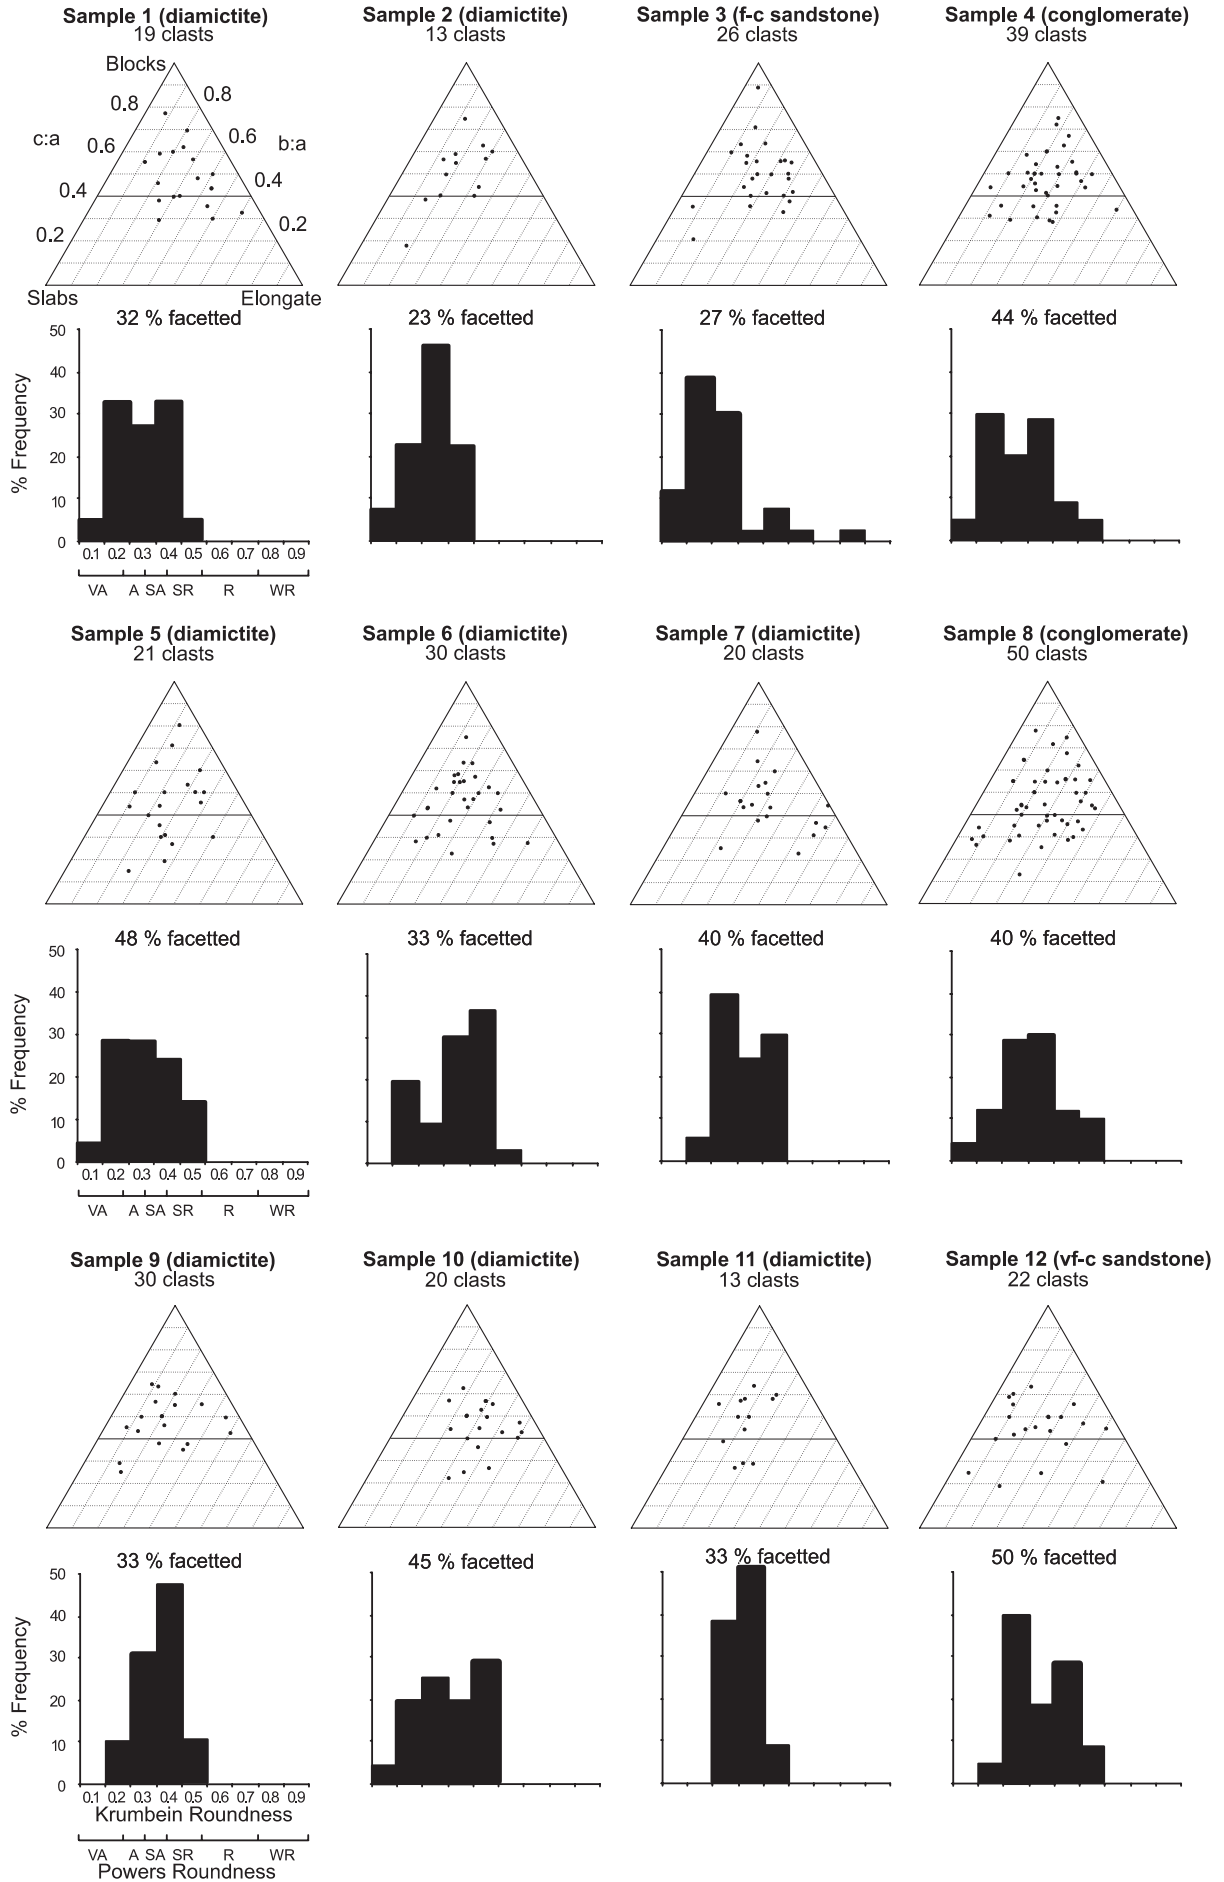 Sample 1 (diamictite)
19 clasts
Sample 2 (diamictite)
13 clasts
Sample 3 (f-c sandstone)
26 clasts
Sample 4 (conglomerate)
39 clasts
Blocks
0.8
0.8
c:a
0.6
0.6
b:a
0.4
0.4
0.2
0.2
Slabs
Elongate
32 % facetted
23 % facetted
27 % facetted
44 % facetted
% Frequency
50
40
30
20
10
0
0.1 0.2 0.3 0.4 0.5 0.6 0.7 0.8 0.9
VA A SA SR R WR
Sample 5 (diamictite)
21 clasts
Sample 6 (diamictite)
30 clasts
Sample 7 (diamictite)
20 clasts
Sample 8 (conglomerate)
50 clasts
48 % facetted
33 % facetted
40 % facetted
40 % facetted
% Frequency
50
40
30
20
10
0
0.1 0.2 0.3 0.4 0.5 0.6 0.7 0.8 0.9
VA A SA SR R WR
Sample 9 (diamictite)
30 clasts
Sample 10 (diamictite)
20 clasts
Sample 11 (diamictite)
13 clasts
Sample 12 (vf-c sandstone)
22 clasts
33 % facetted
45 % facetted
33 % facetted
50 % facetted
% Frequency
50
40
30
20
10
0
0.1 0.2 0.3 0.4 0.5 0.6 0.7 0.8 0.9
Krumbein Roundness
VA A SA SR R WR
Powers Roundness